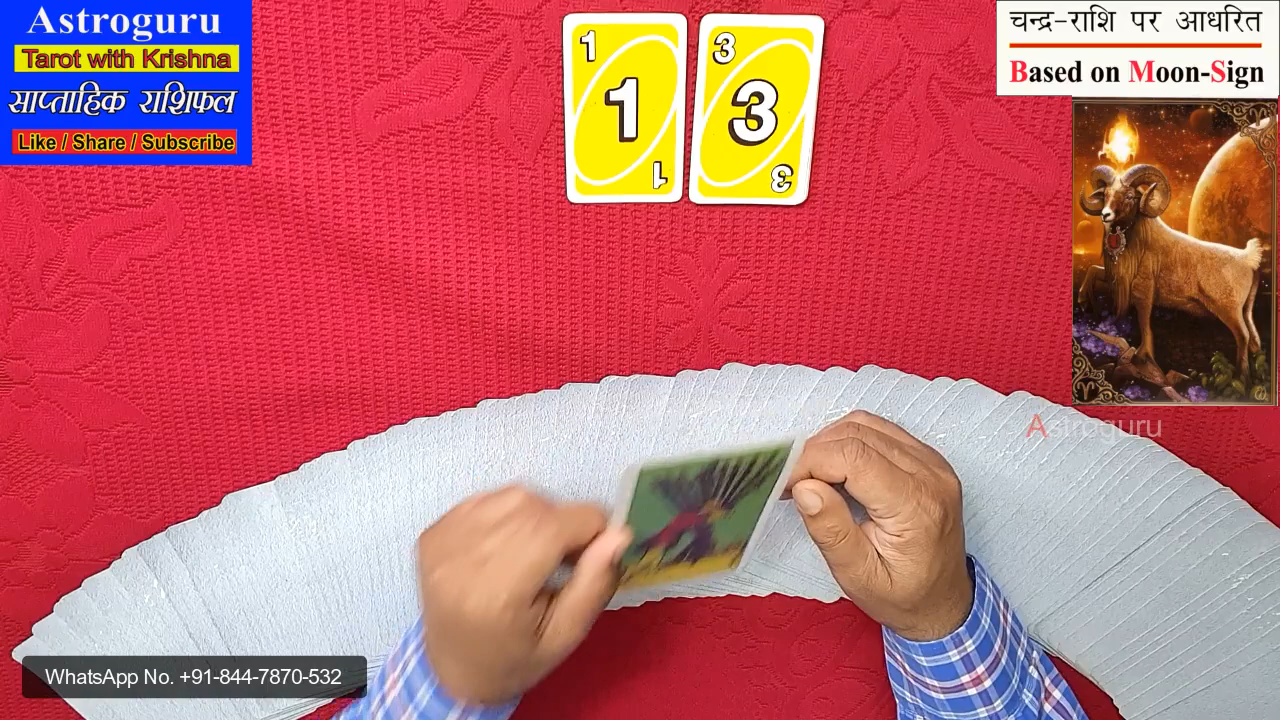 Astroguru
Tarot with Krishna
साप्ताहिक राशिफल
Like / Share / Subscribe
1
1
1
3
3
3
चन्द्र-राशि पर आधारित
Based on Moon-Sign
Astroguru
WhatsApp No. +91-844-7870-532